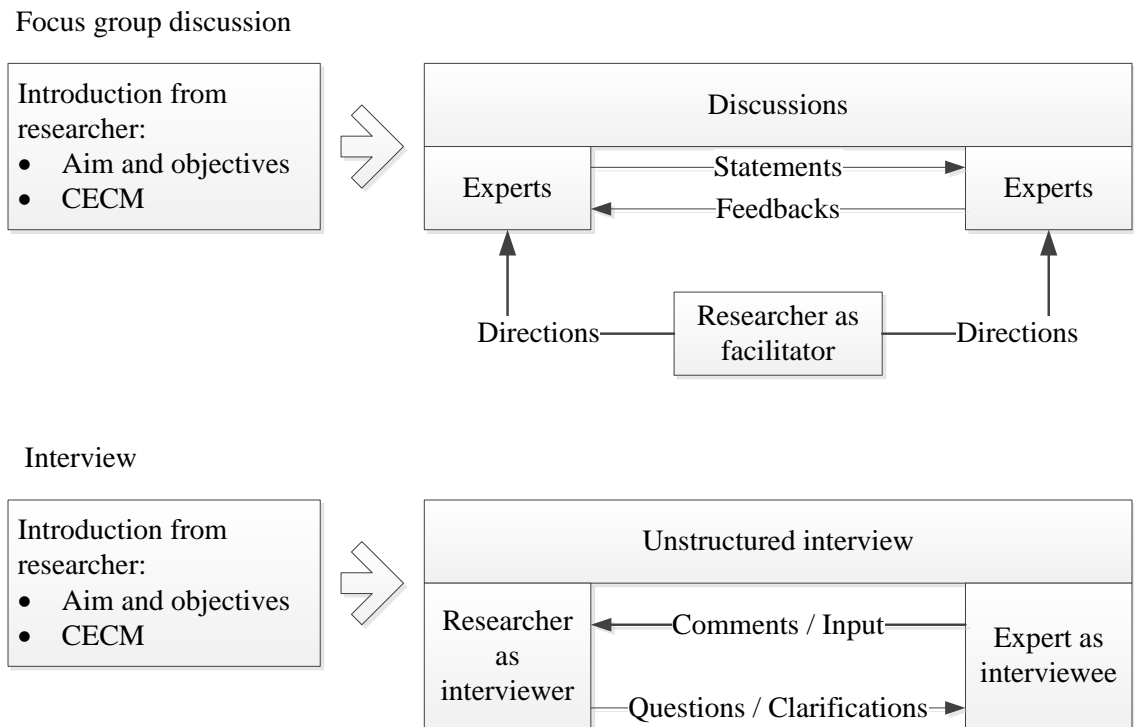 Focus group discussion
Introduction from
researcher:
• Aim and objectives
• CECM
Discussions
Experts
Statements
Feedbacks
Experts
Directions
Researcher as
facilitator
Directions
Interview
Introduction from
researcher:
• Aim and objectives
• CECM
Unstructured interview
Researcher
as
interviewer
Comments / Input
Questions / Clarifications
Expert as
interviewee